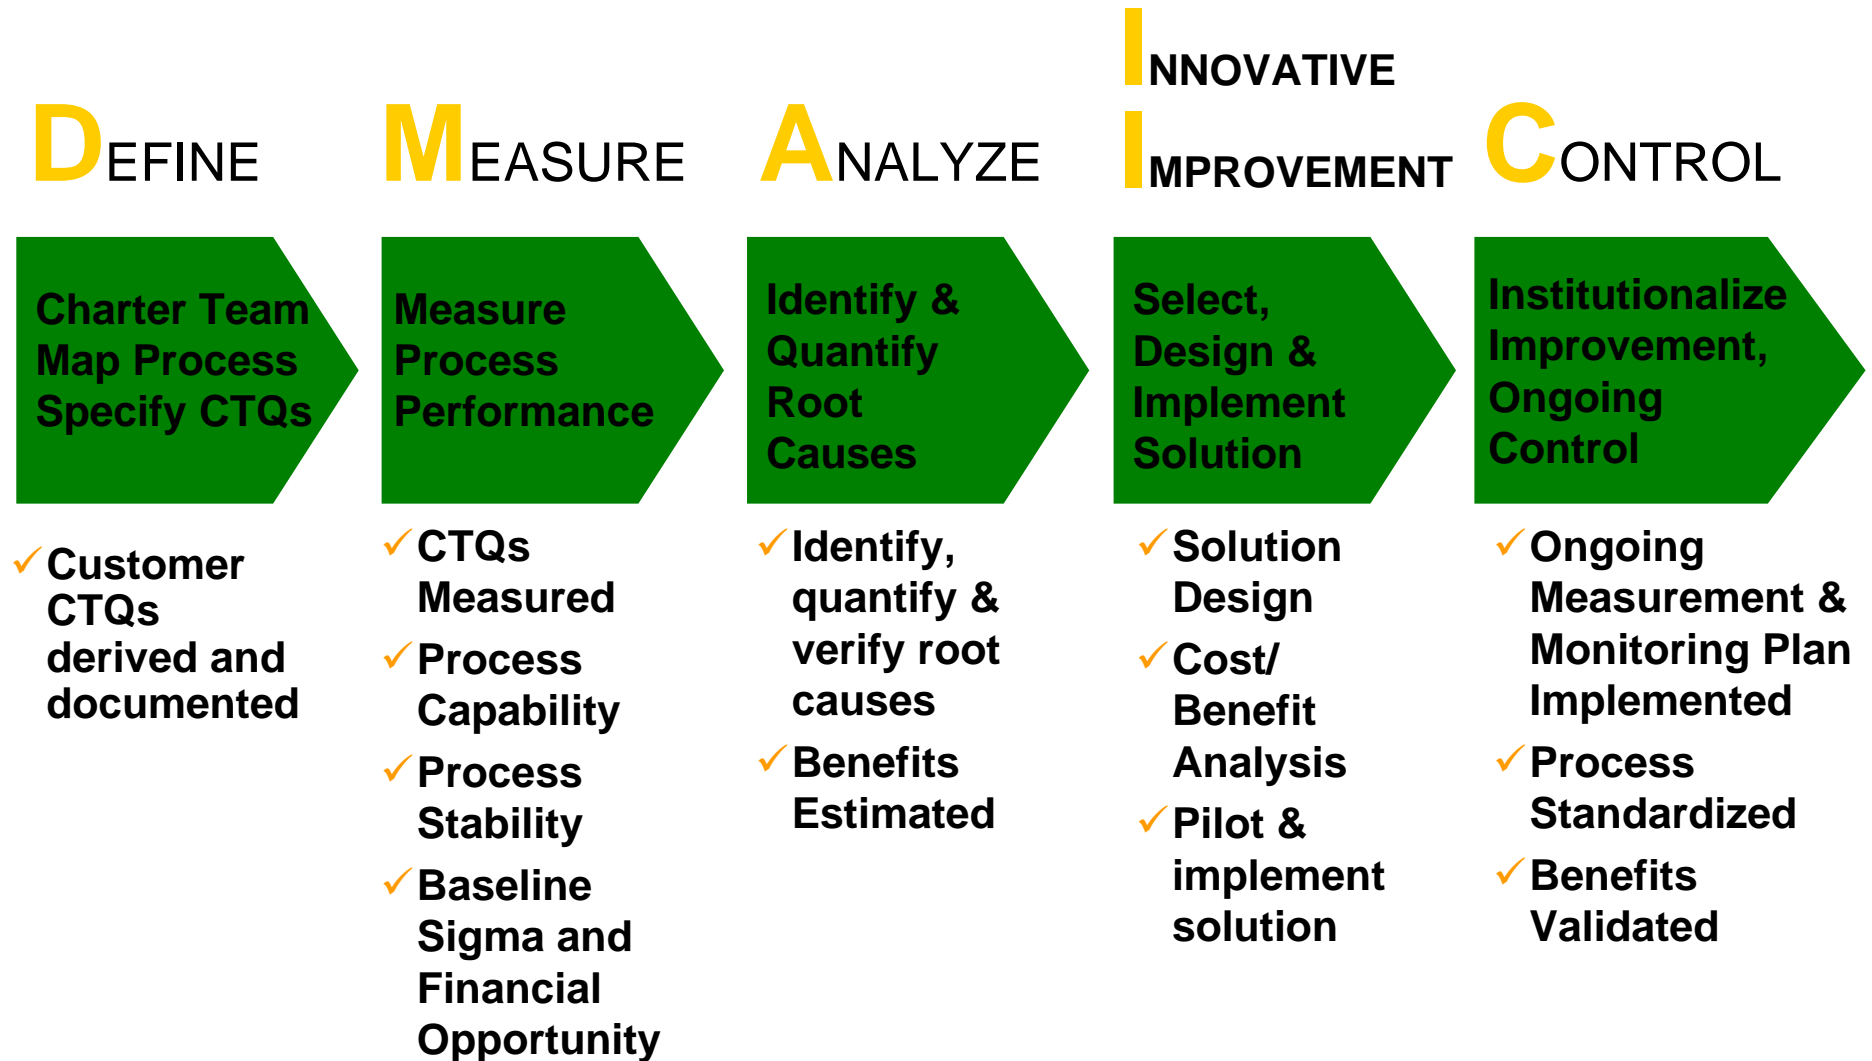 DEFINE
Charter Team
Map Process
Specify CTQs
Customer
CTQs
derived and
documented
MEASURE
Measure
Process
Performance
CTQs
Measured
Process
Capability
Process
Stability
Baseline
Sigma and
Financial
Opportunity
ANALYZE
Identify &
Quantify
Root
Causes
Identify,
quantify &
verify root
causes
Benefits
Estimated
INNOVATIVE
IMPROVEMENT
Select,
Design &
Implement
Solution
Solution
Design
Cost/
Benefit
Analysis
Pilot &
implement
solution
CONTROL
Institutionalize
Improvement,
Ongoing
Control
Ongoing
Measurement &
Monitoring Plan
Implemented
Process
Standardized
Benefits
Validated